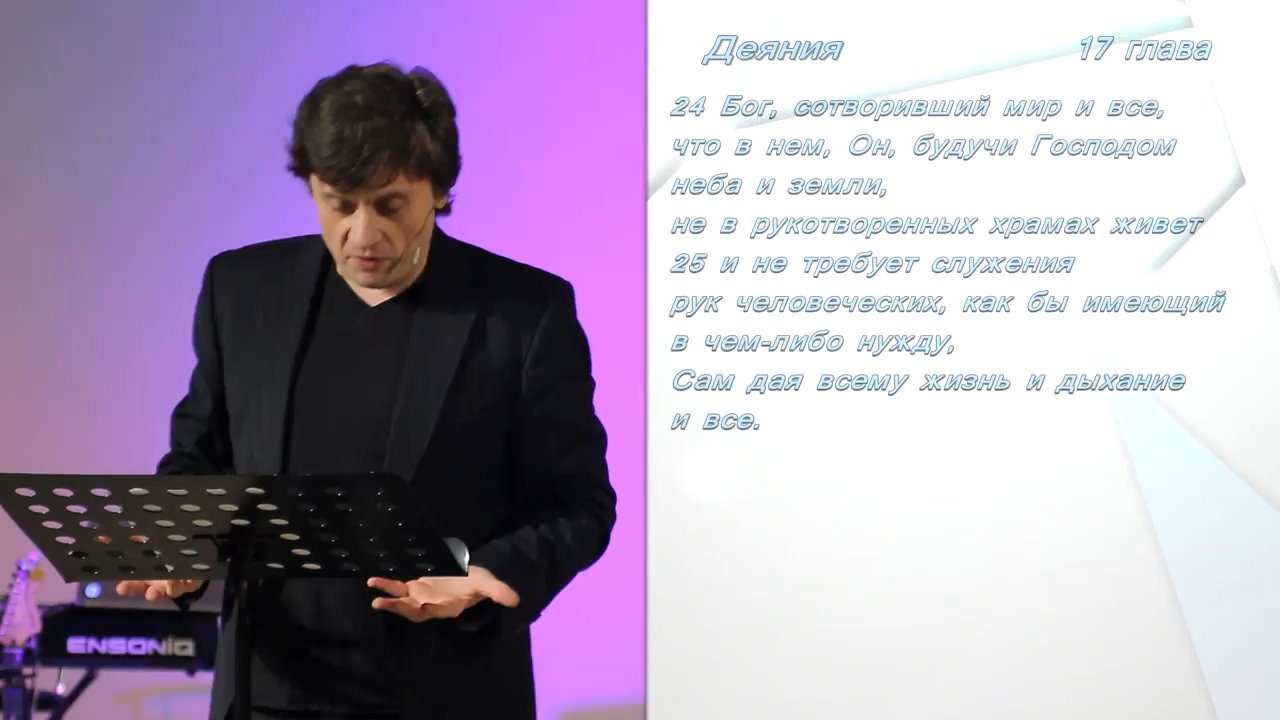 Деяния 17 глава
24 Бог, сотворивший мир и все,
что в нем, Он, будучи Господом
неба и земли,
не в рукотворенных храмах живет
25 и не требует служения
рук человеческих, как бы имеющий
в чем-либо нужду,
Сам дая всему жизнь и дыхание
и все.
ensoniq